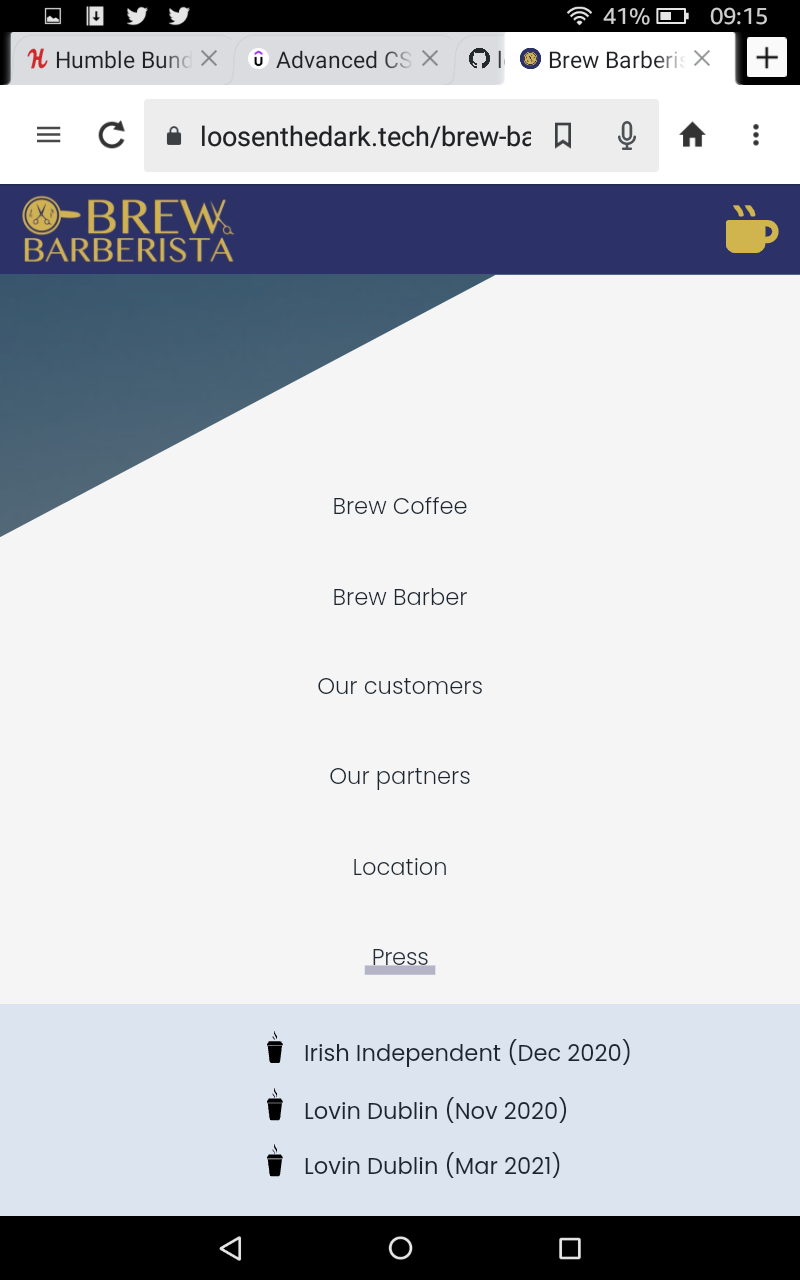 41% 09:15
Humble Bund Advanced CS Brew Barberis
loosenthedark.tech/brew-ba
BREW
BARBERISTA
Brew Coffee
Brew Barber
Our customers
Our partners
Location
Press
Irish Independent (Dec 2020)
Lovin Dublin (Nov 2020)
Lovin Dublin (Mar 2021)